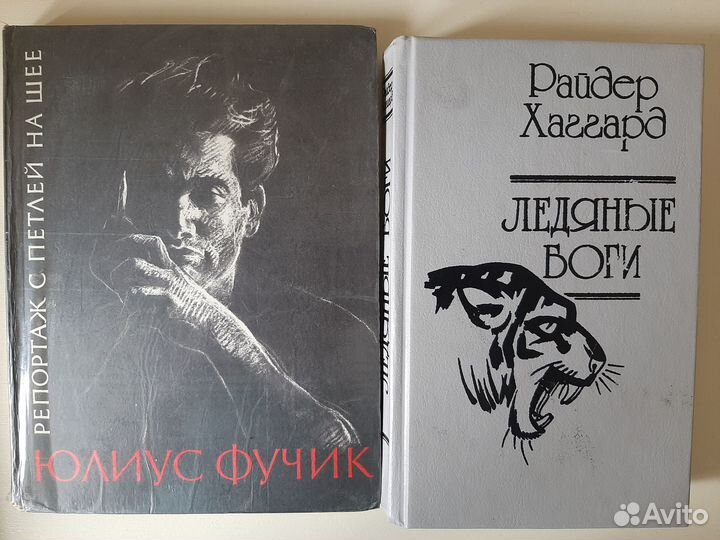 РЕПОРТАЖ С ПЕТЛЕЙ НА ШЕЕ
ЮЛИУС ФУЧИК
Райдер
Хаггард
ЛЕДЯНЫЕ
БОГИ
ЛЕДЯНЫЕ БОГИ
Avito